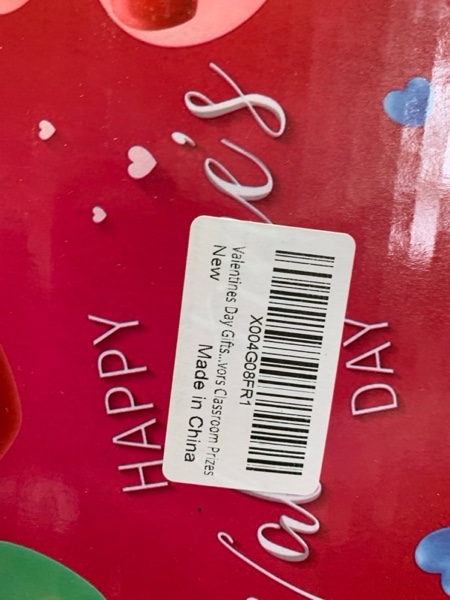 HAPPY
's
DAY
X004G08FR1
Valentines Day Gifts...vors Classroom Prizes
New
Made in China